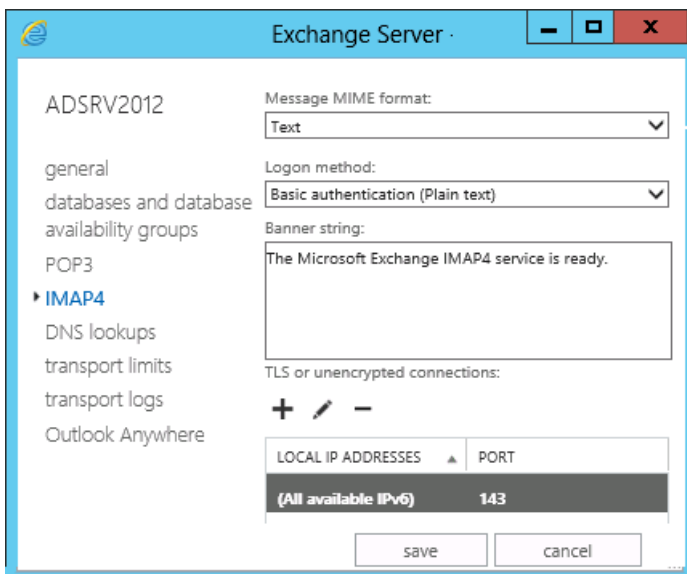 Exchange Server ·
ADSRV2012
general
databases and database
availability groups
POP3
IMAP4
DNS lookups
transport limits
transport logs
Outlook Anywhere
Message MIME format:
Text
Logon method:
Basic authentication (Plain text)
Banner string:
The Microsoft Exchange IMAP4 service is ready.
TLS or unencrypted connections:
LOCAL IP ADDRESSES PORT
(All available IPv6) 143
save cancel